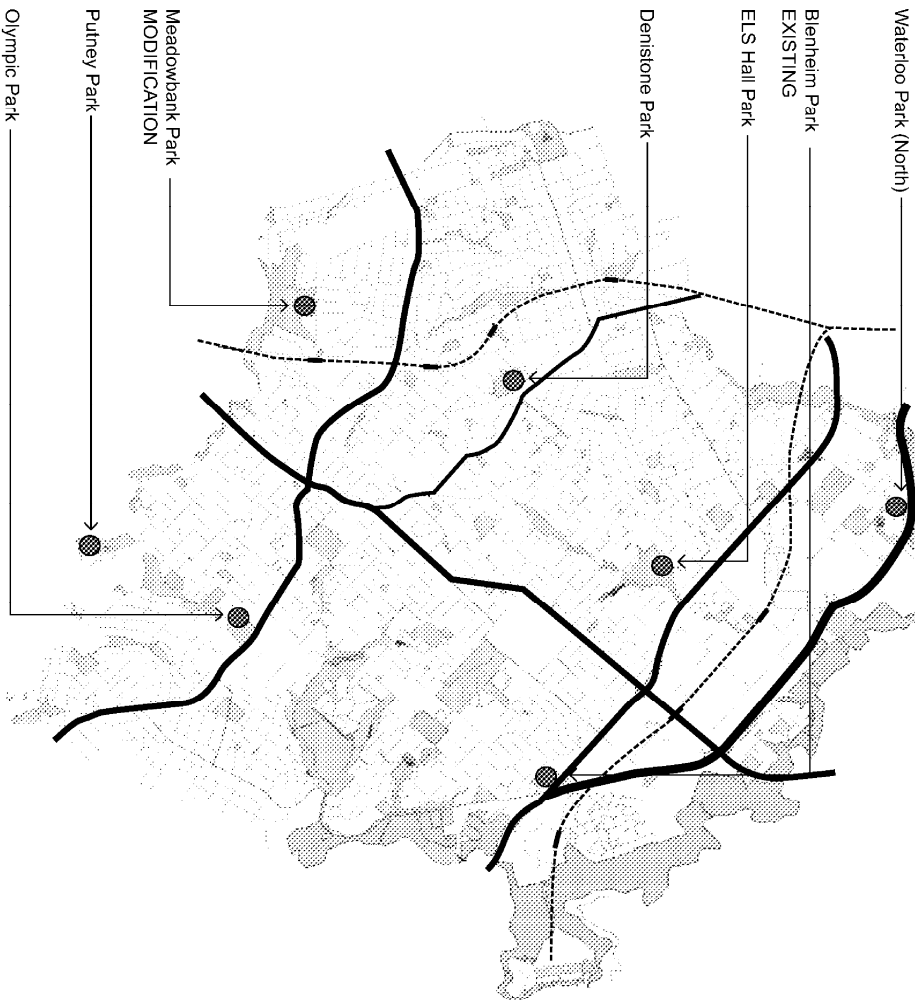 Waterloo Park (North)
Blenheim Park
EXISTING
ELS Hall Park
Denistone Park
Meadowbank Park
MODIFICATION
Putney Park
Olympic Park